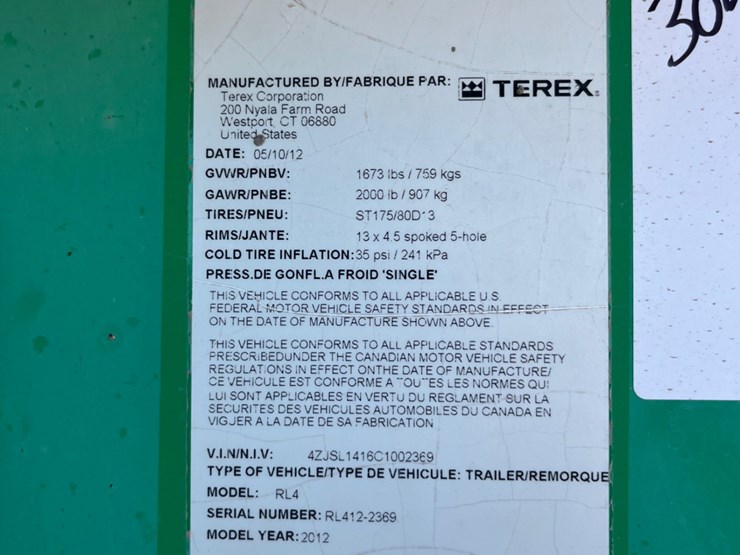 MANUFACTURED BY/FABRIQUE PAR: TEREX.
Terex Corporation
200 Nyala Farm Road
Westport, CT 06880
United States
DATE: 05/10/12
GVWR/PNBV: 1673 lbs / 759 kgs
GAWR/PNBE: 2000 lb / 907 kg
TIRES/PNEU: ST175/80D13
RIMS/JANTE: 13 x 4.5 spoked 5-hole
COLD TIRE INFLATION: 35 psi / 241 kPa
PRESS.DE GONFL.A FROID 'SINGLE'
THIS VEHICLE CONFORMS TO ALL APPLICABLE U.S.
FEDERAL MOTOR VEHICLE SAFETY STANDARDS IN EFFECT
ON THE DATE OF MANUFACTURE SHOWN ABOVE.
THIS VEHICLE CONFORMS TO ALL APPLICABLE STANDARDS
PRESCRIBEDUNDER THE CANADIAN MOTOR VEHICLE SAFETY
REGULATIONS IN EFFECT ONTHE DATE OF MANUFACTURE/
CE VEHICULE EST CONFORME A TOUTES LES NORMES QUI
LUI SONT APPLICABLES EN VERTU DU REGLAMENT SUR LA
SECURITES DES VEHICULES AUTOMOBILES DU CANADA EN
VIGUER A LA DATE DE SA FABRICATION
V.I.N/N.I.V: 4ZJSL1416C1002369
TYPE OF VEHICLE/TYPE DE VEHICULE: TRAILER/REMORQUE
MODEL: RL4
SERIAL NUMBER: RL412-2369
MODEL YEAR: 2012